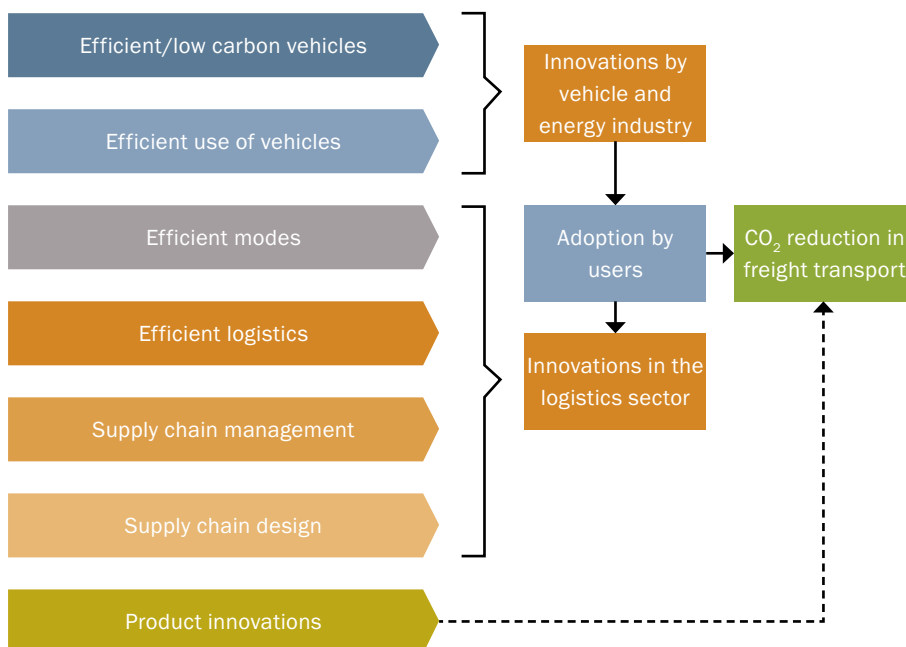 Efficient/low carbon vehicles
Efficient use of vehicles
Efficient modes
Efficient logistics
Supply chain management
Supply chain design
Product innovations
Innovations by
vehicle and
energy industry
Adoption by
users
Innovations in the
logistics sector
CO₂ reduction in
freight transport